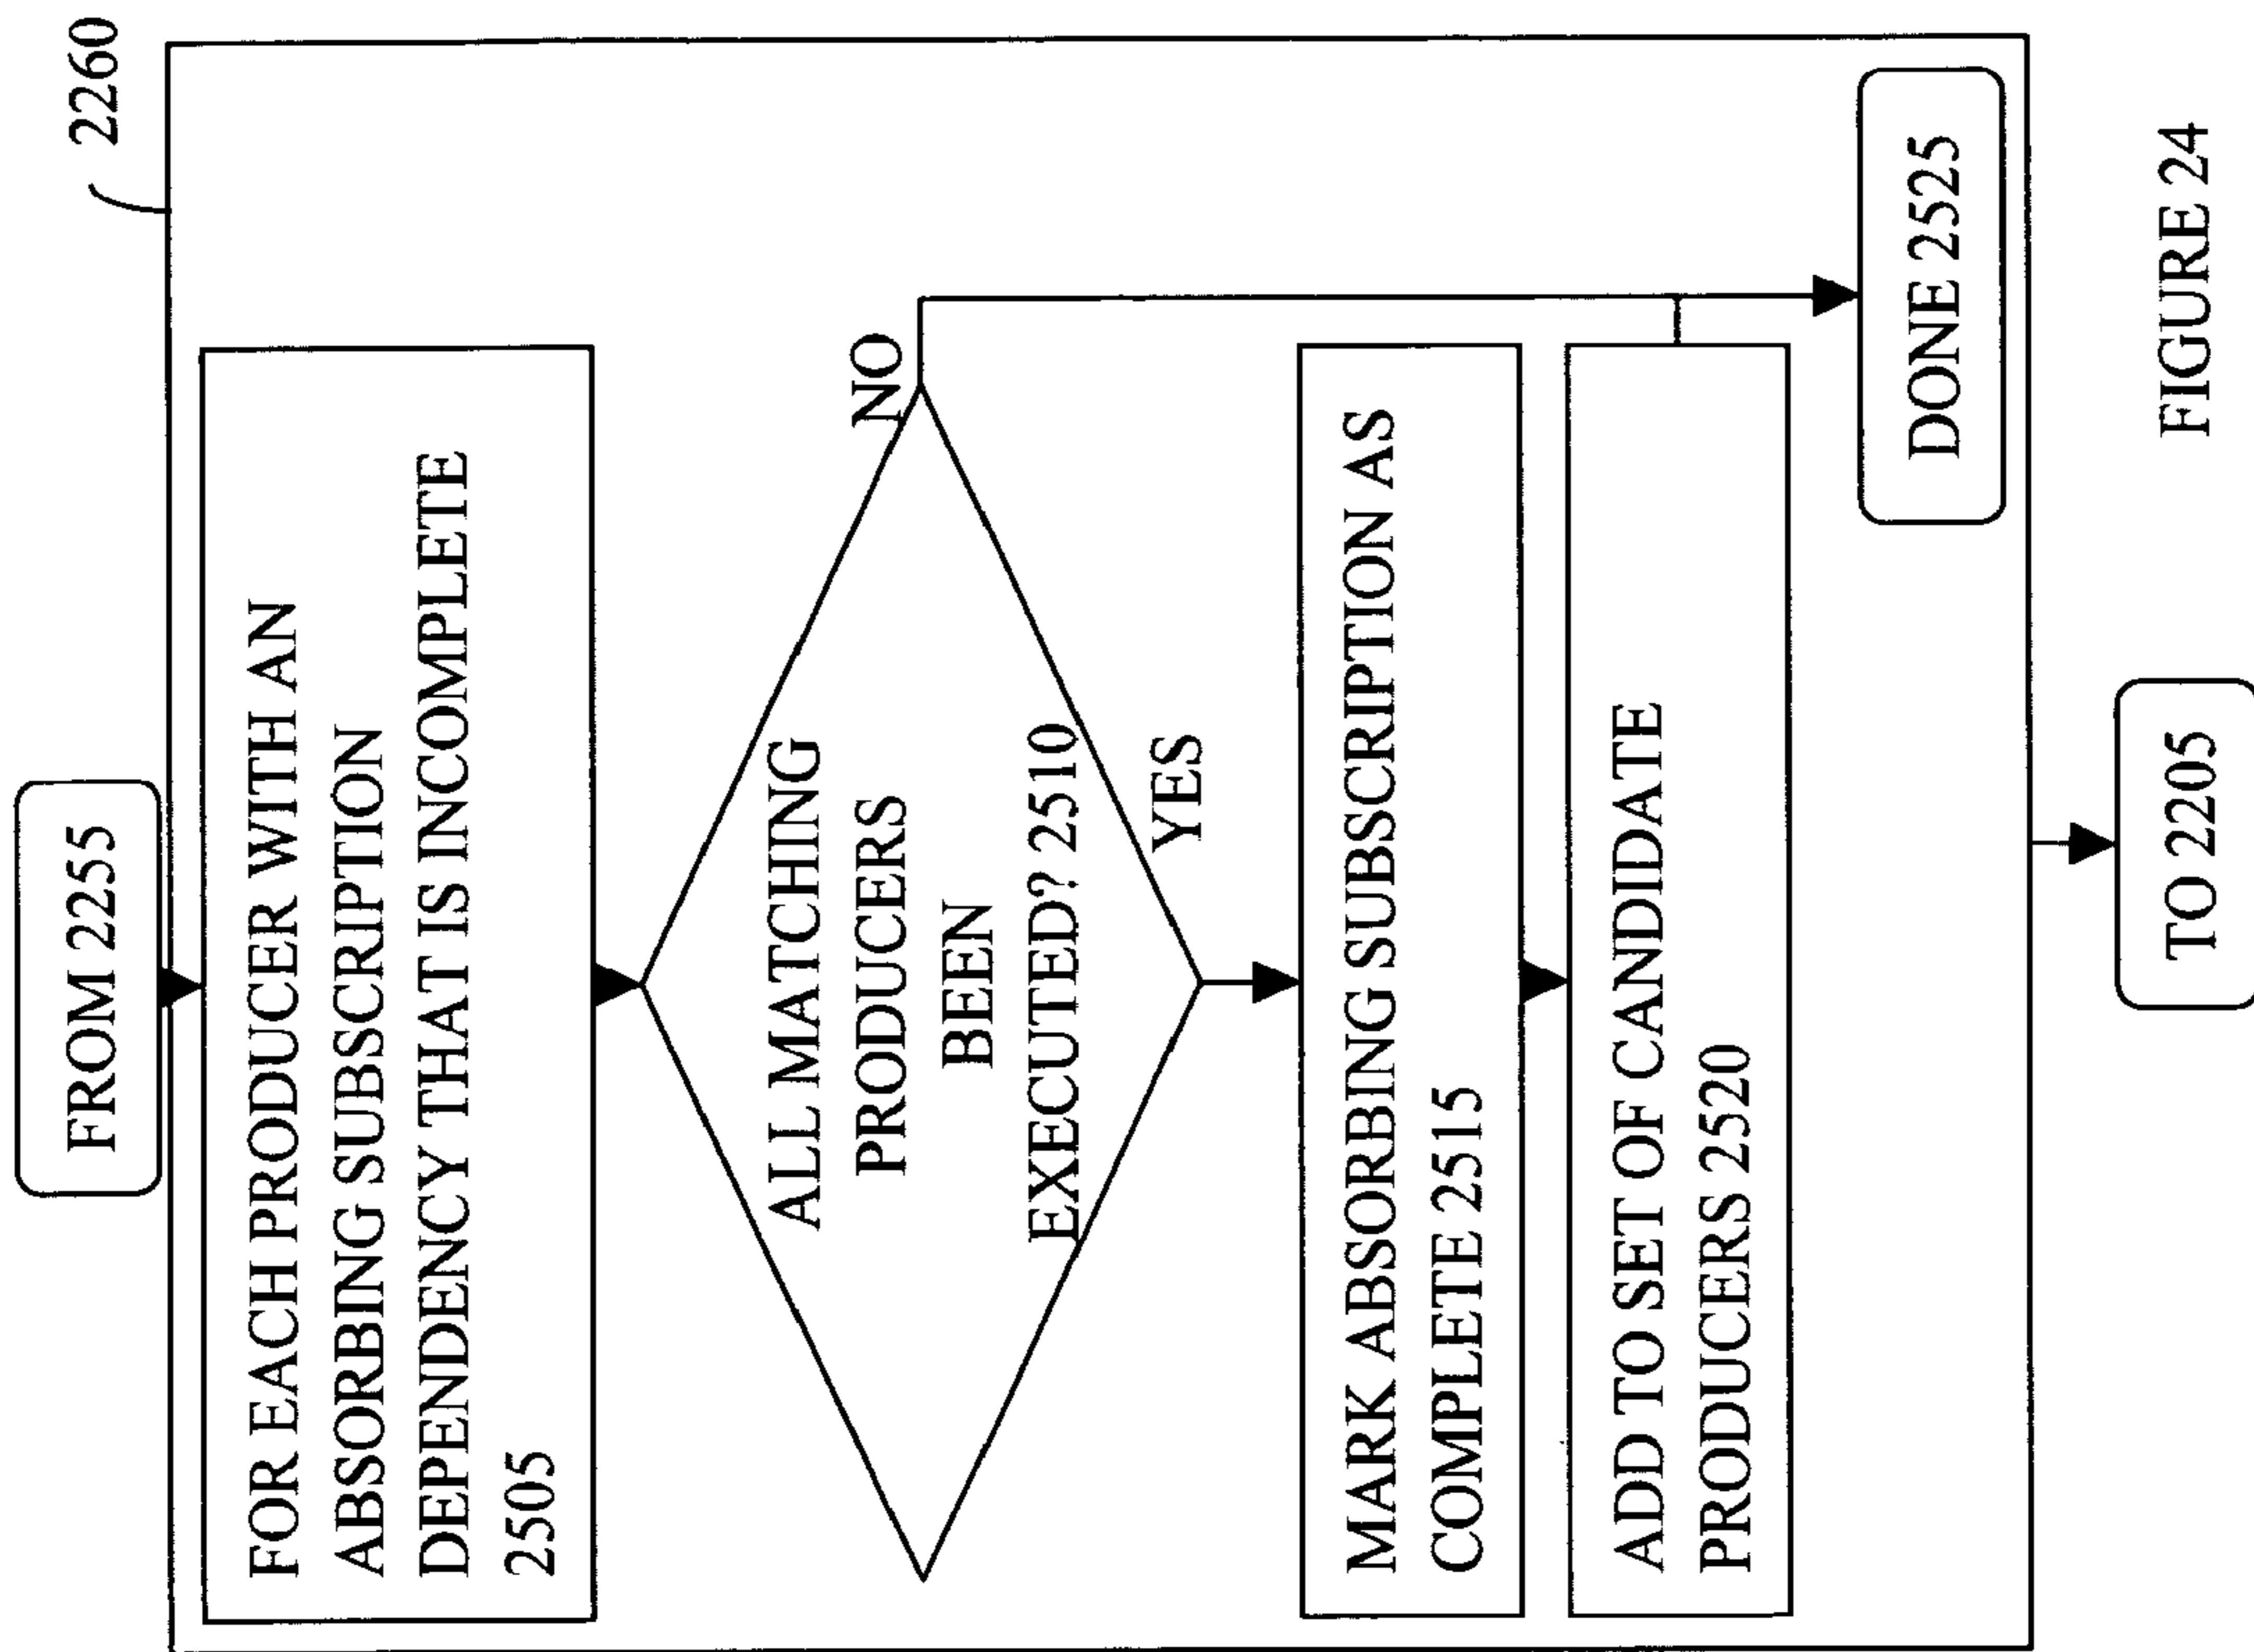 2260
FROM 2255
FOR EACH PRODUCER WITH AN
ABSORBING SUBSCRIPTION
DEPENDENCY THAT IS INCOMPLETE
2505
ALL MATCHING
PRODUCERS
BEEN
EXECUTED? 2510
NO
YES
MARK ABSORBING SUBSCRIPTION AS
COMPLETE 2515
ADD TO SET OF CANDIDATE
PRODUCERS 2520
DONE 2525
TO 2205
FIGURE 24